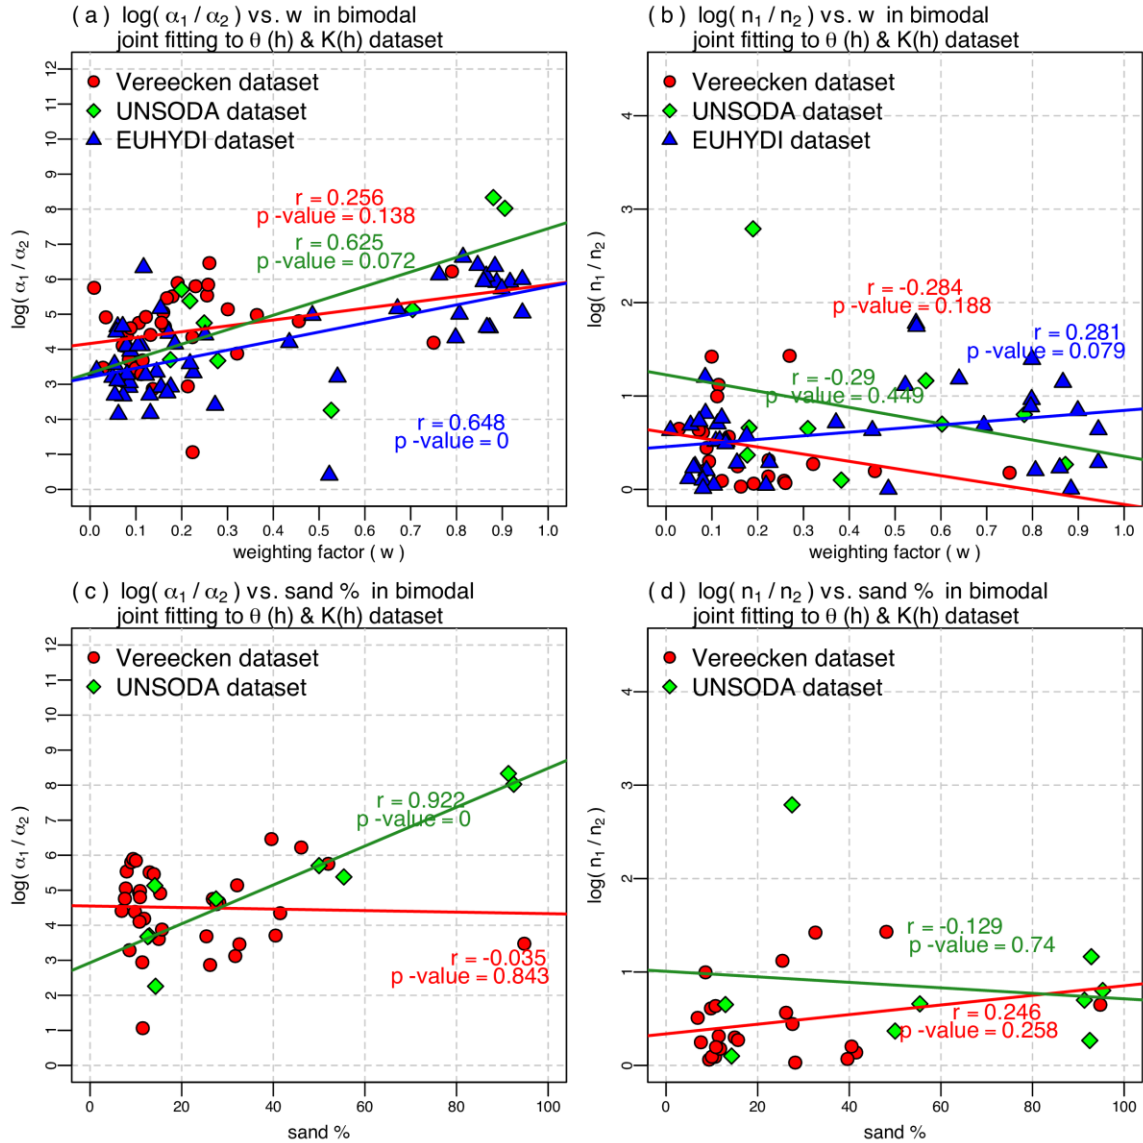 ( a ) log( α₁ / α₂ ) vs. w in bimodal
joint fitting to θ (h) & K(h) dataset
12
11
10
9
8
7
6
5
4
3
2
1
0
log( α₁ / α₂ )
Vereecken dataset
UNSODA dataset
EUHYDI dataset
r = 0.256
p -value = 0.138
r = 0.625
p -value = 0.072
r = 0.648
p -value = 0
0.0 0.1 0.2 0.3 0.4 0.5 0.6 0.7 0.8 0.9 1.0
weighting factor ( w )
( b ) log( n₁ / n₂ ) vs. w in bimodal
joint fitting to θ (h) & K(h) dataset
4
3
2
1
0
log( n₁ / n₂ )
Vereecken dataset
UNSODA dataset
EUHYDI dataset
r = -0.284
p -value = 0.188
r = 0.281
p -value = 0.079
r = -0.29
p -value = 0.449
0.0 0.1 0.2 0.3 0.4 0.5 0.6 0.7 0.8 0.9 1.0
weighting factor ( w )
( c ) log( α₁ / α₂ ) vs. sand % in bimodal
joint fitting to θ (h) & K(h) dataset
12
11
10
9
8
7
6
5
4
3
2
1
0
log( α₁ / α₂ )
Vereecken dataset
UNSODA dataset
r = 0.922
p -value = 0
r = -0.035
p -value = 0.843
0 20 40 60 80 100
sand %
( d ) log( n₁ / n₂ ) vs. sand % in bimodal
joint fitting to θ (h) & K(h) dataset
4
3
2
1
0
log( n₁ / n₂ )
Vereecken dataset
UNSODA dataset
r = -0.129
p -value = 0.74
r = 0.246
p -value = 0.258
0 20 40 60 80 100
sand %